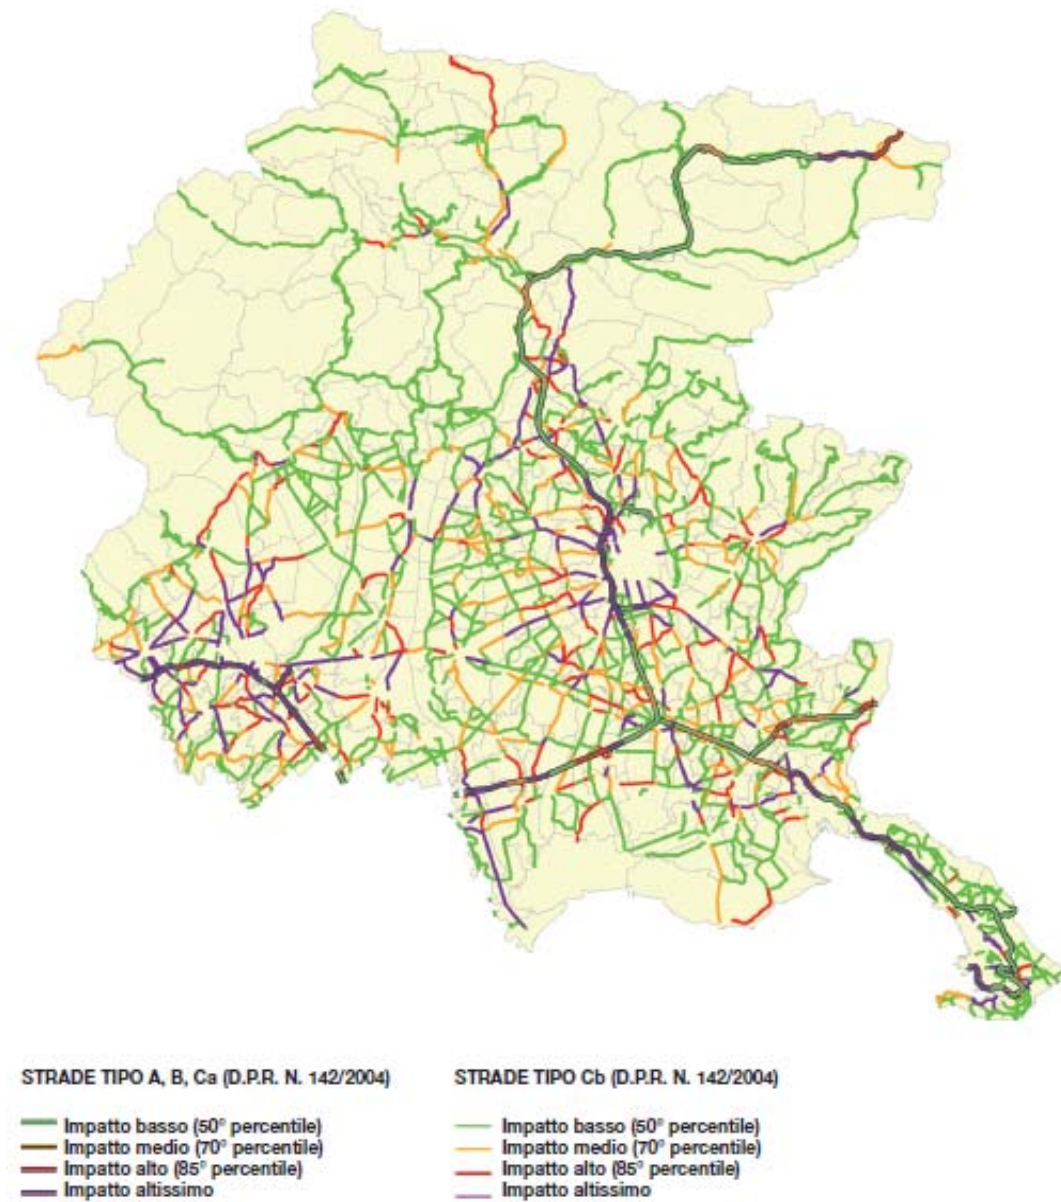 STRADE TIPO A, B, Ca (D.P.R. N. 142/2004)
Impatto basso (50° percentile)
Impatto medio (70° percentile)
Impatto alto (85° percentile)
Impatto altissimo
STRADE TIPO Cb (D.P.R. N. 142/2004)
Impatto basso (50° percentile)
Impatto medio (70° percentile)
Impatto alto (85° percentile)
Impatto altissimo